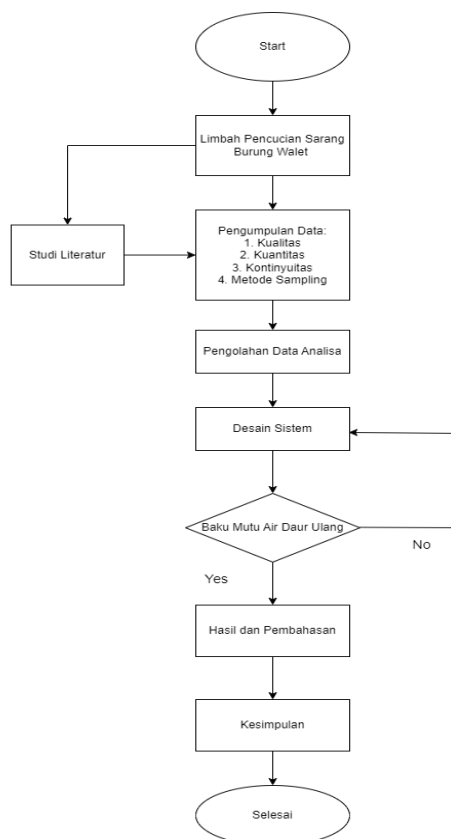 Start
Limbah Pencucian Sarang
Burung Walet
Studi Literatur
Pengumpulan Data:
1. Kualitas
2. Kuantitas
3. Kontinyuitas
4. Metode Sampling
Pengolahan Data Analisa
Desain Sistem
Baku Mutu Air Daur Ulang
No
Yes
Hasil dan Pembahasan
Kesimpulan
Selesai